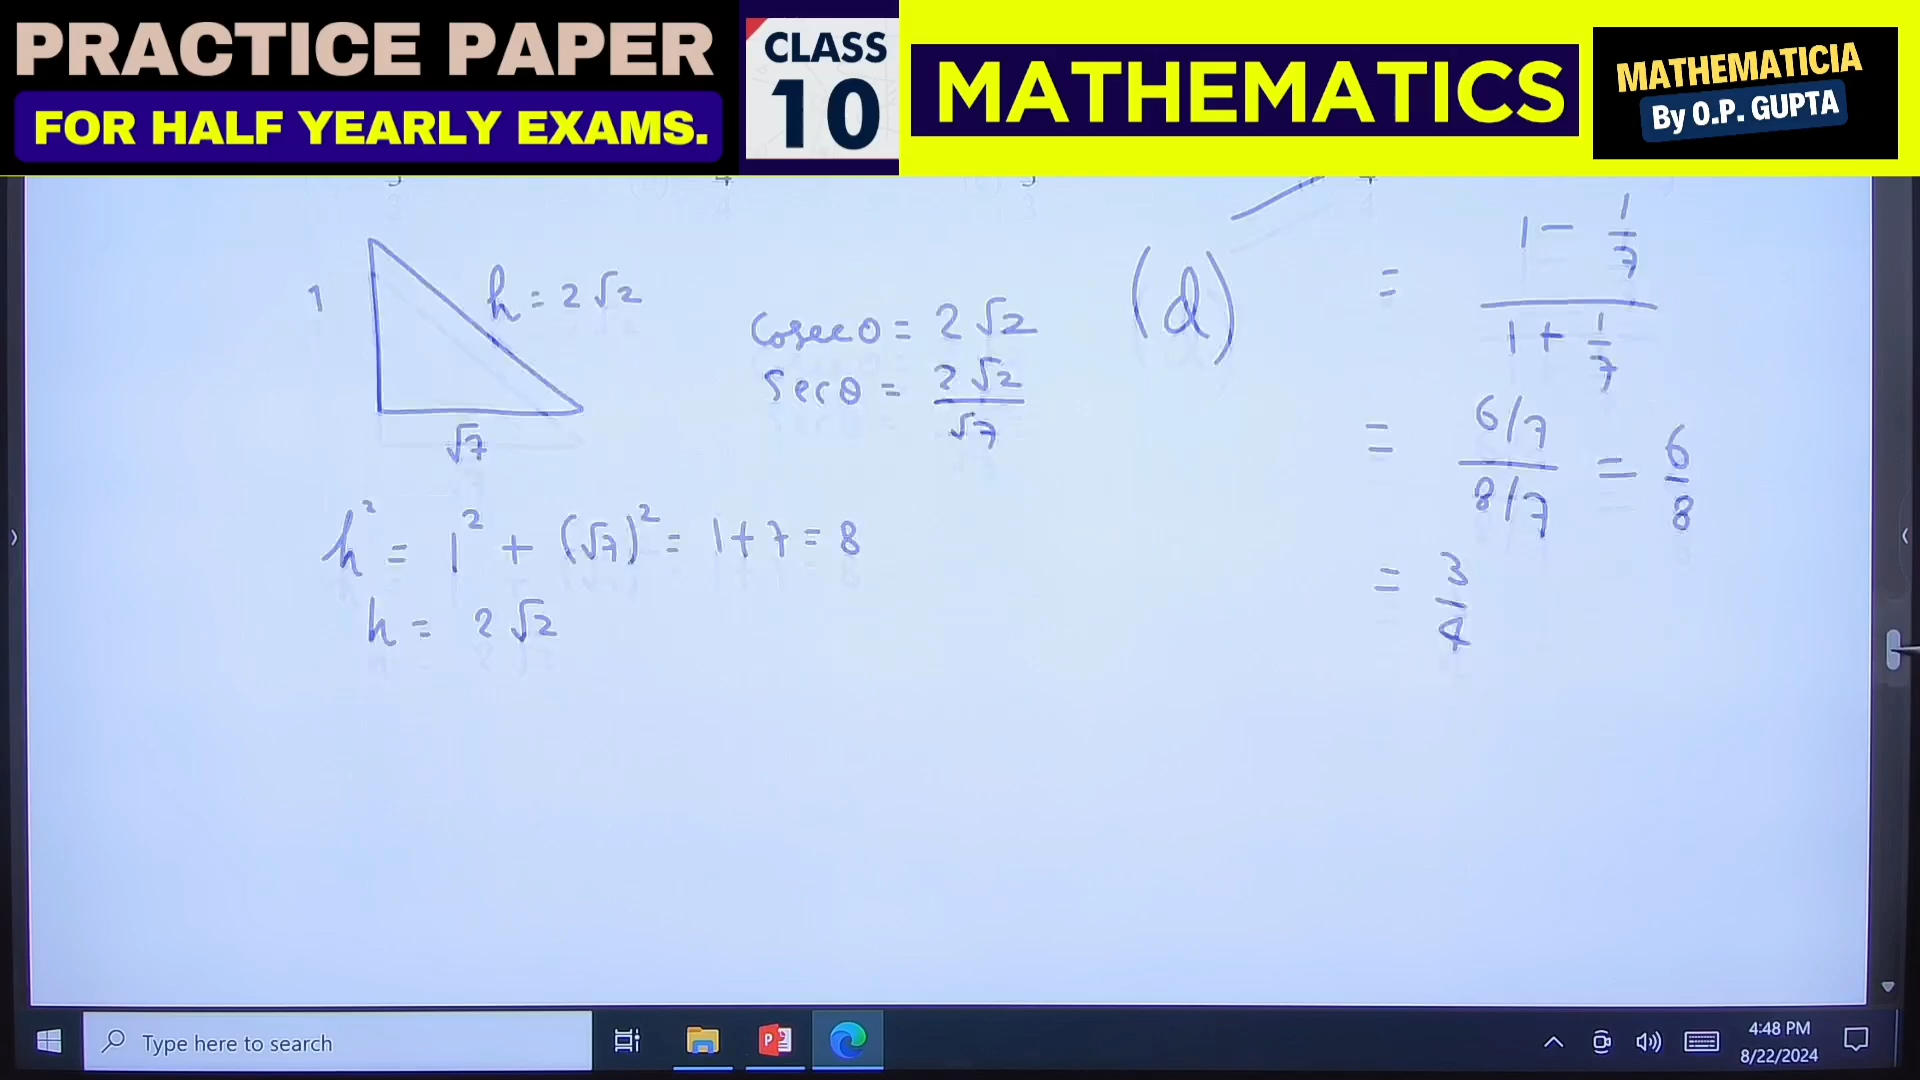 PRACTICE PAPER
FOR HALF YEARLY EXAMS.
CLASS
10
MATHEMATICS
MATHEMATICIA
By O.P. GUPTA
1
h = 2√2
√7
cosec θ = 2√2
sec θ = 2√2/√7
h² = 1² + (√7)² = 1 + 7 = 8
h = 2√2
(d)
= (1 - 1/7)/(1 + 1/7)
= (6/7)/(8/7) = 6/8
= 3/4
Type here to search
4:48 PM
8/22/2024